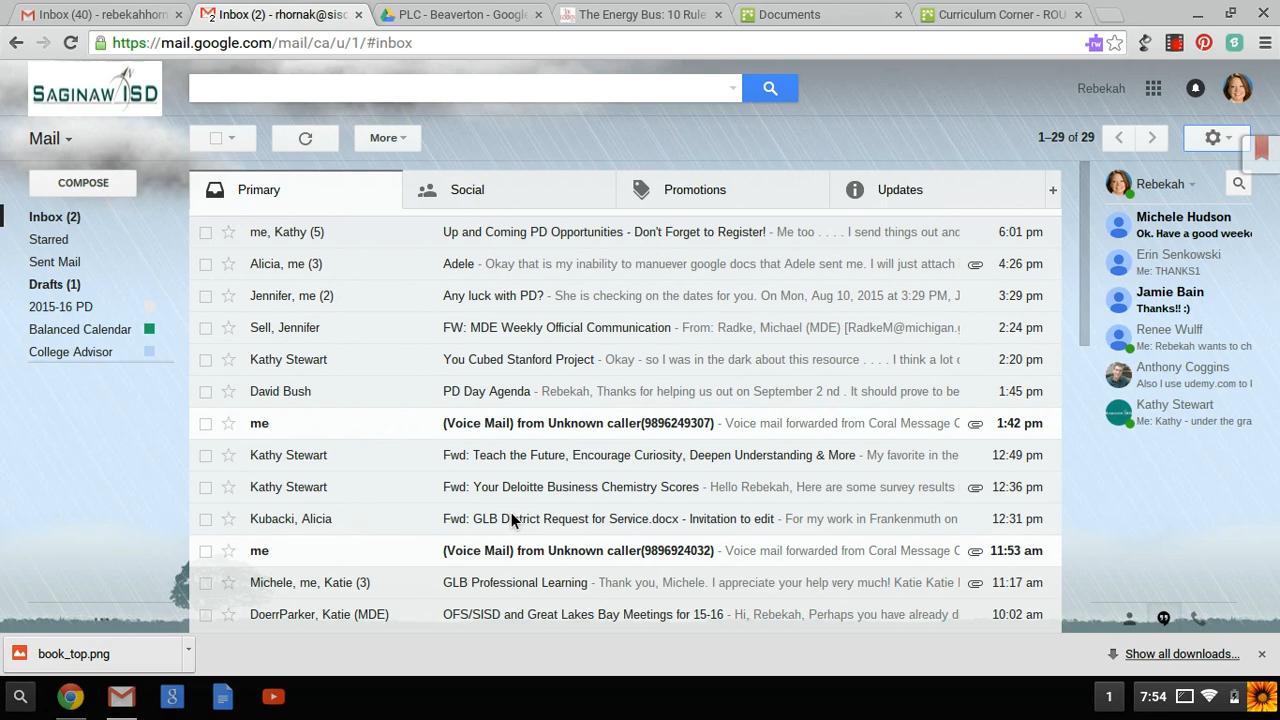 Inbox (40) - rebekahhorn
Inbox (2) - rhornak@sisd
PLC - Beaverton - Google
The Energy Bus: 10 Rule
Documents
Curriculum Corner - ROU
https://mail.google.com/mail/ca/u/1/#inbox
SAGINAW ISD
Rebekah
Mail
More
1–29 of 29
COMPOSE
Primary
Social
Promotions
Updates
+
Rebekah
Inbox (2)
Starred
Sent Mail
Drafts (1)
2015-16 PD
Balanced Calendar
College Advisor
me, Kathy (5) Up and Coming PD Opportunities - Don't Forget to Register! - Me too . . . . I send things out and 6:01 pm
Alicia, me (3) Adele - Okay that is my inability to manuever google docs that Adele sent me. I will just attach 4:26 pm
Jennifer, me (2) Any luck with PD? - She is checking on the dates for you. On Mon, Aug 10, 2015 at 3:29 PM, J 3:29 pm
Sell, Jennifer FW: MDE Weekly Official Communication - From: Radke, Michael (MDE) [RadkeM@michigan.g 2:24 pm
Kathy Stewart You Cubed Stanford Project - Okay - so I was in the dark about this resource . . . . I think a lot c 2:20 pm
David Bush PD Day Agenda - Rebekah, Thanks for helping us out on September 2 nd . It should prove to be 1:45 pm
me (Voice Mail) from Unknown caller(9896249307) - Voice mail forwarded from Coral Message C 1:42 pm
Kathy Stewart Fwd: Teach the Future, Encourage Curiosity, Deepen Understanding & More - My favorite in the 12:49 pm
Kathy Stewart Fwd: Your Deloitte Business Chemistry Scores - Hello Rebekah, Here are some survey results 12:36 pm
Kubacki, Alicia Fwd: GLB District Request for Service.docx - Invitation to edit - For my work in Frankenmuth on 12:31 pm
me (Voice Mail) from Unknown caller(9896924032) - Voice mail forwarded from Coral Message C 11:53 am
Michele, me, Katie (3) GLB Professional Learning - Thank you, Michele. I appreciate your help very much! Katie Katie 11:17 am
DoerrParker, Katie (MDE) OFS/SISD and Great Lakes Bay Meetings for 15-16 - Hi, Rebekah, Perhaps you have already d 10:02 am
Michele Hudson
Ok. Have a good weeke
Erin Senkowski
Me: THANKS1
Jamie Bain
Thanks!! :)
Renee Wulff
Me: Rebekah wants to ch
Anthony Coggins
Also I use udemy.com to l
Kathy Stewart
Me: Kathy - under the gra
book_top.png
Show all downloads...
1
7:54